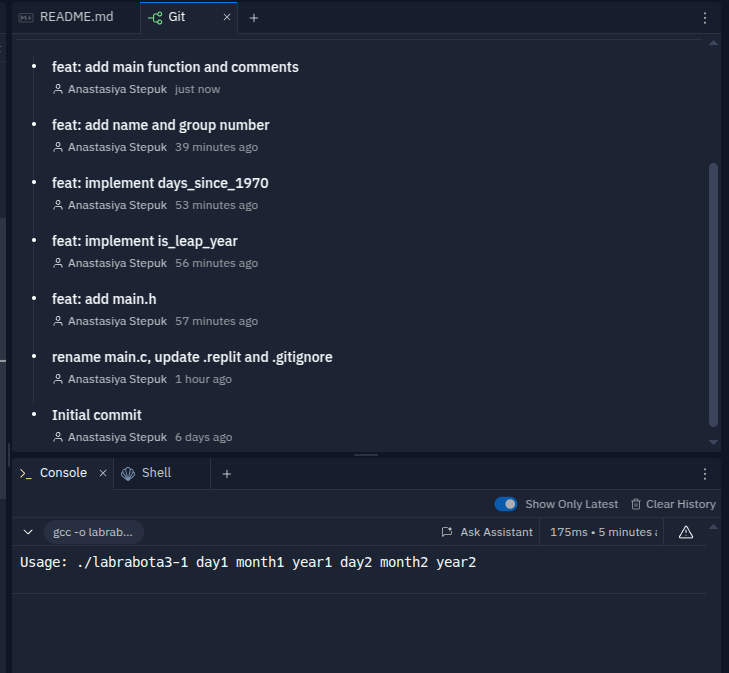 README.md
Git
feat: add main function and comments
Anastasiya Stepuk just now
feat: add name and group number
Anastasiya Stepuk 39 minutes ago
feat: implement days_since_1970
Anastasiya Stepuk 53 minutes ago
feat: implement is_leap_year
Anastasiya Stepuk 56 minutes ago
feat: add main.h
Anastasiya Stepuk 57 minutes ago
rename main.c, update .replit and .gitignore
Anastasiya Stepuk 1 hour ago
Initial commit
Anastasiya Stepuk 6 days ago
Console
Shell
Show Only Latest
Clear History
gcc -o labrab...
Ask Assistant
175ms • 5 minutes
Usage: ./labrabota3-1 day1 month1 year1 day2 month2 year2